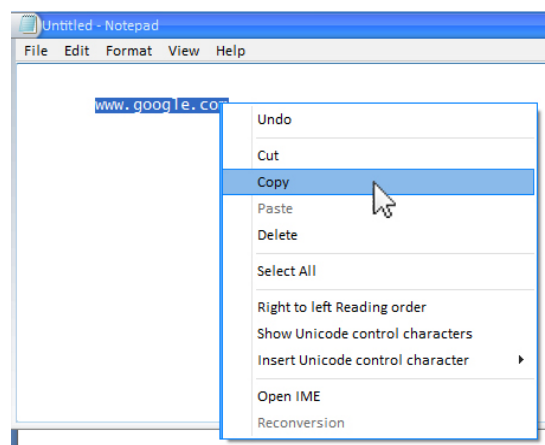 Untitled - Notepad
File Edit Format View Help
www.google.co
Undo
Cut
Copy
Paste
Delete
Select All
Right to left Reading order
Show Unicode control characters
Insert Unicode control character
Open IME
Reconversion